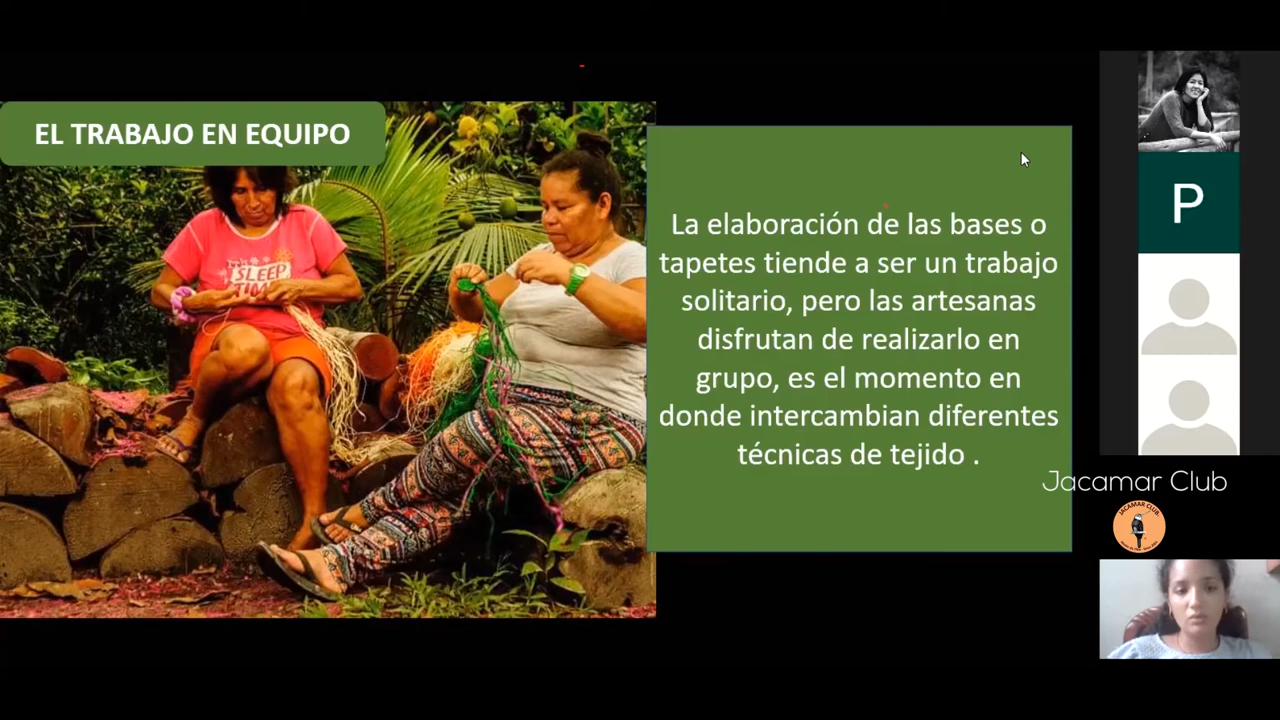 EL TRABAJO EN EQUIPO
SLEEP
La elaboración de las bases o
tapetes tiende a ser un trabajo
solitario, pero las artesanas
disfrutan de realizarlo en
grupo, es el momento en
donde intercambian diferentes
técnicas de tejido .
P
Jacamar Club
JACAMAR CLUB